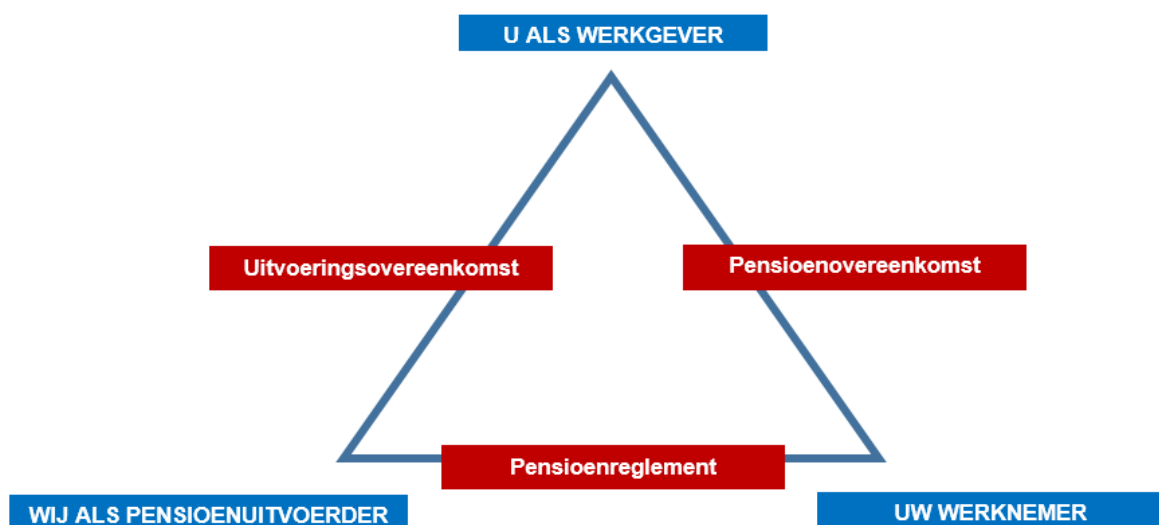 U ALS WERKGEVER
Uitvoeringsovereenkomst
Pensioenovereenkomst
Pensioenreglement
WIJ ALS PENSIOENUITVOERDER
UW WERKNEMER